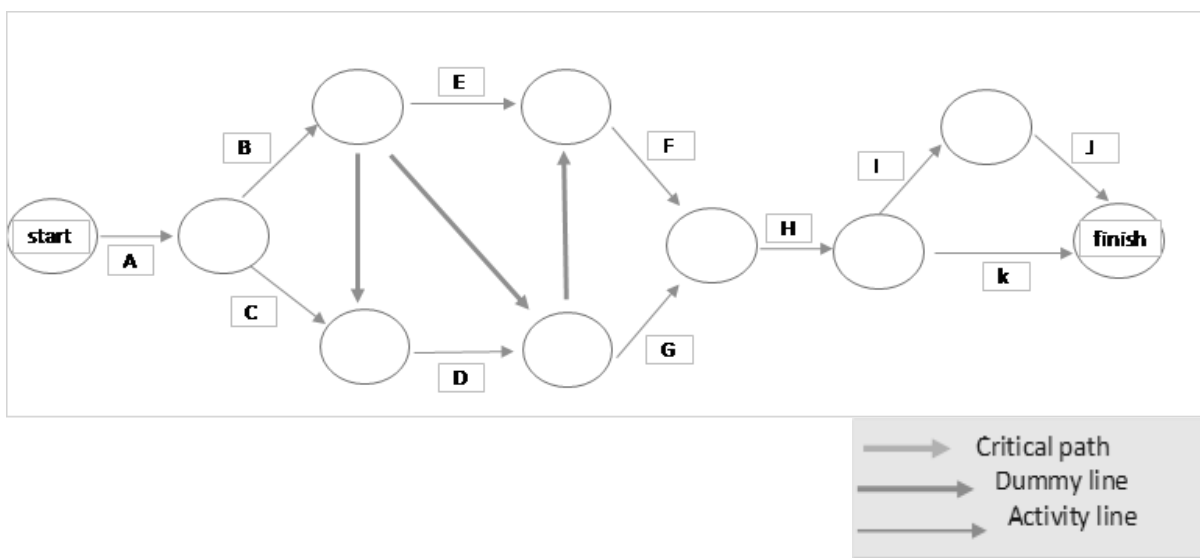 E
B
F
I
J
start
A
H
finish
k
C
G
D
Critical path
Dummy line
Activity line